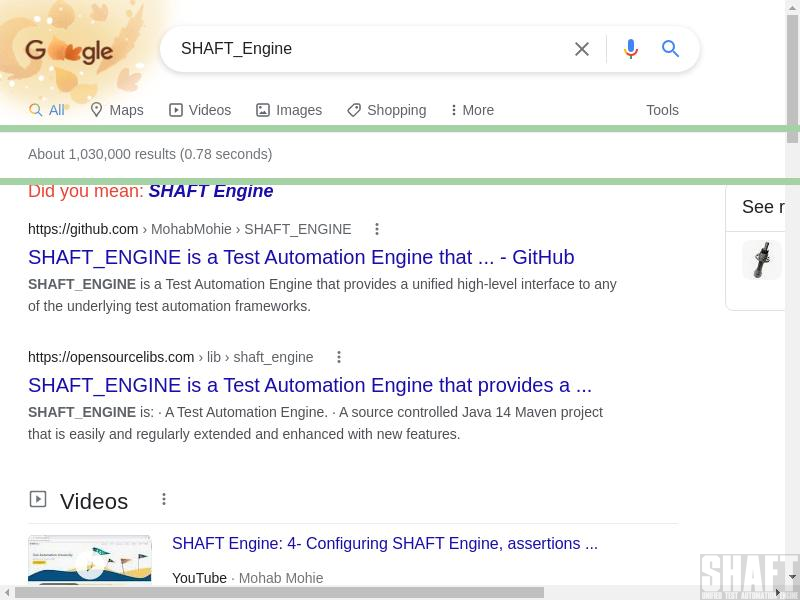 Google
SHAFT_Engine
All
Maps
Videos
Images
Shopping
More
Tools
About 1,030,000 results (0.78 seconds)
Did you mean: SHAFT Engine
https://github.com › MohabMohie › SHAFT_ENGINE
SHAFT_ENGINE is a Test Automation Engine that ... - GitHub
SHAFT_ENGINE is a Test Automation Engine that provides a unified high-level interface to any
of the underlying test automation frameworks.
See r
https://opensourcelibs.com › lib › shaft_engine
SHAFT_ENGINE is a Test Automation Engine that provides a ...
SHAFT_ENGINE is: · A Test Automation Engine. · A source controlled Java 14 Maven project
that is easily and regularly extended and enhanced with new features.
Videos
SHAFT Engine: 4- Configuring SHAFT Engine, assertions ...
YouTube · Mohab Mohie
SHAFT